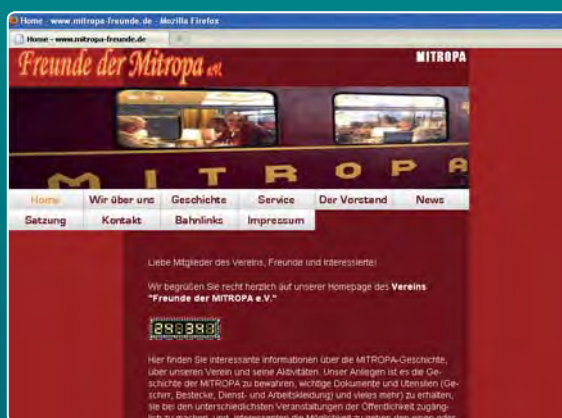 Home - www.mitropa-freunde.de - Mozilla Firefox
Home - www.mitropa-freunde.de
Freunde der Mitropa e.V.
MITROPA
MITROPA
Home Wir über uns Geschichte Service Der Vorstand News
Satzung Kontakt Bahnlinks Impressum
Liebe Mitglieder des Vereins, Freunde und Interessierte!
Wir begrüßen Sie recht herzlich auf unserer Homepage des Vereins
"Freunde der MITROPA e.V."
Hier finden Sie interessante Informationen über die MITROPA-Geschichte,
über unseren Verein und seine Aktivitäten. Unser Anliegen ist es die Ge-
schichte der MITROPA zu bewahren, wichtige Dokumente und Utensilien (Ge-
schirr, Bestecke, Dienst- und Arbeitskleidung) und vieles mehr) zu erhalten,
sie bei den unterschiedlichsten Veranstaltungen der Öffentlichkeit zugäng-